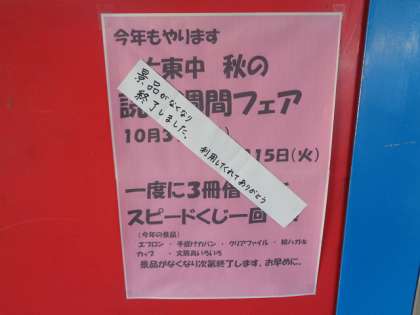 今年もやります
大東中 秋の
読 週間フェア
10月3
15日(火)
一度に3冊借
スピードくじ一回
(今年の景品)
エプロン・手提げカバン・クリアファイル・絵ハガキ
カップ ・文房具いろいろ
景品がなくなり次第終了します。お早めに。
景品がなくなり
終了しました。
利用してくれてありがとう